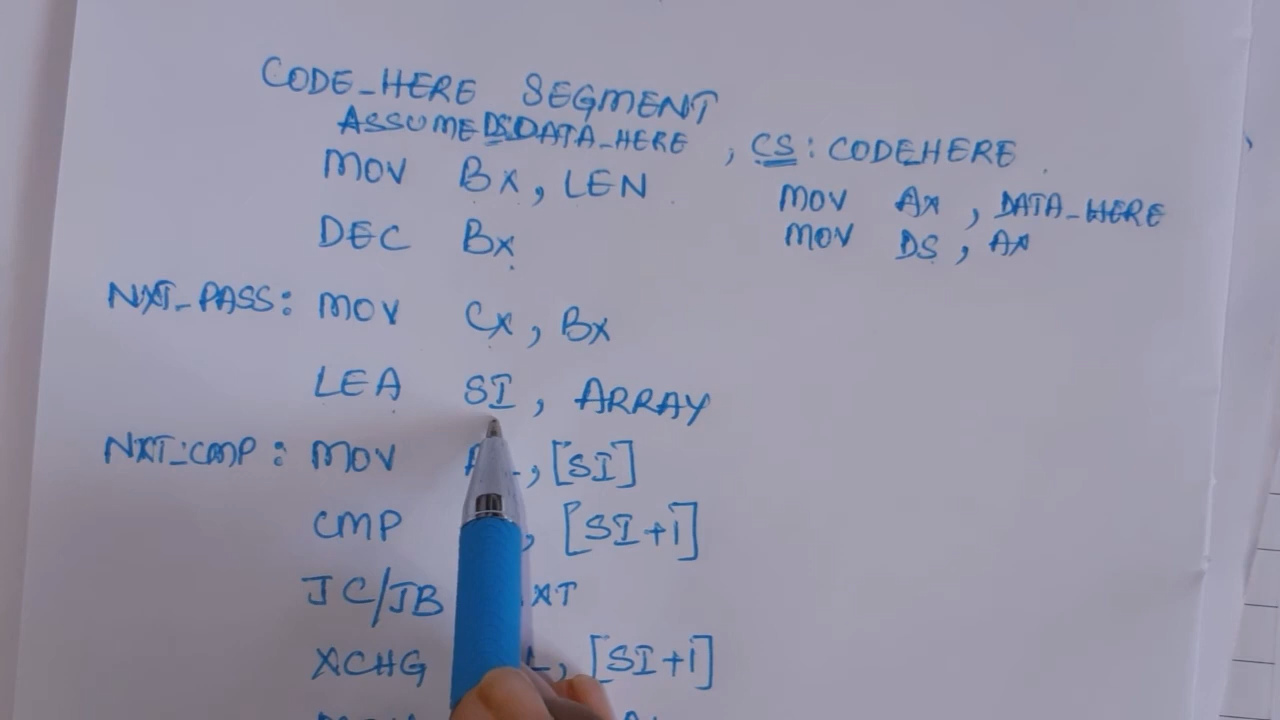 CODE_HERE SEGMENT
ASSUME DS:DATA_HERE , CS : CODEHERE
MOV BX, LEN
MOV AX , DATA_HERE
DEC BX
MOV DS , AX
NXT_PASS: MOV CX, BX
LEA SI, ARRAY
NXT_CMP: MOV , [SI]
CMP , [SI+1]
JC/JB
XCHG , [SI+1]